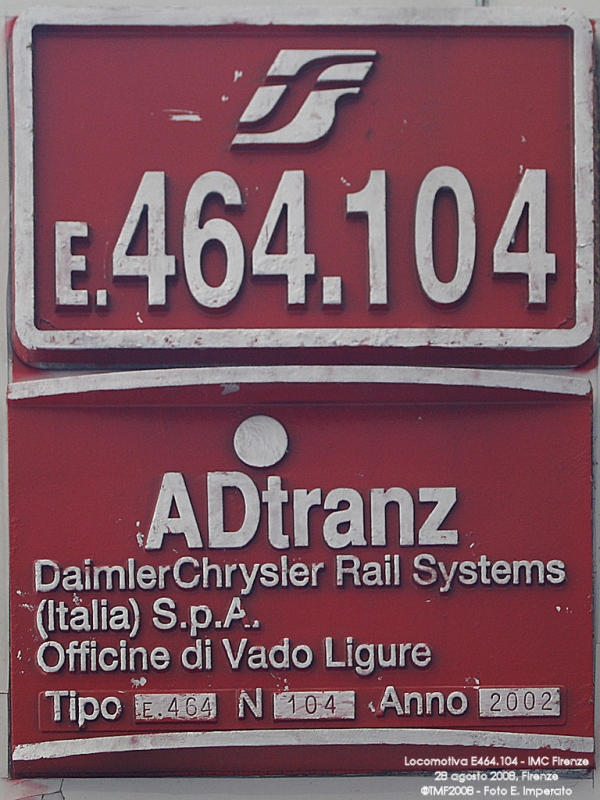 E.464.104
ADtranz
DaimlerChrysler Rail Systems
(Italia) S.p.A.
Officine di Vado Ligure
Tipo E.464 N 104 Anno 2002
Locomotiva E464.104 - IMC Firenze
28 agosto 2008, Firenze
©TMF2008 - Foto E. Imperato